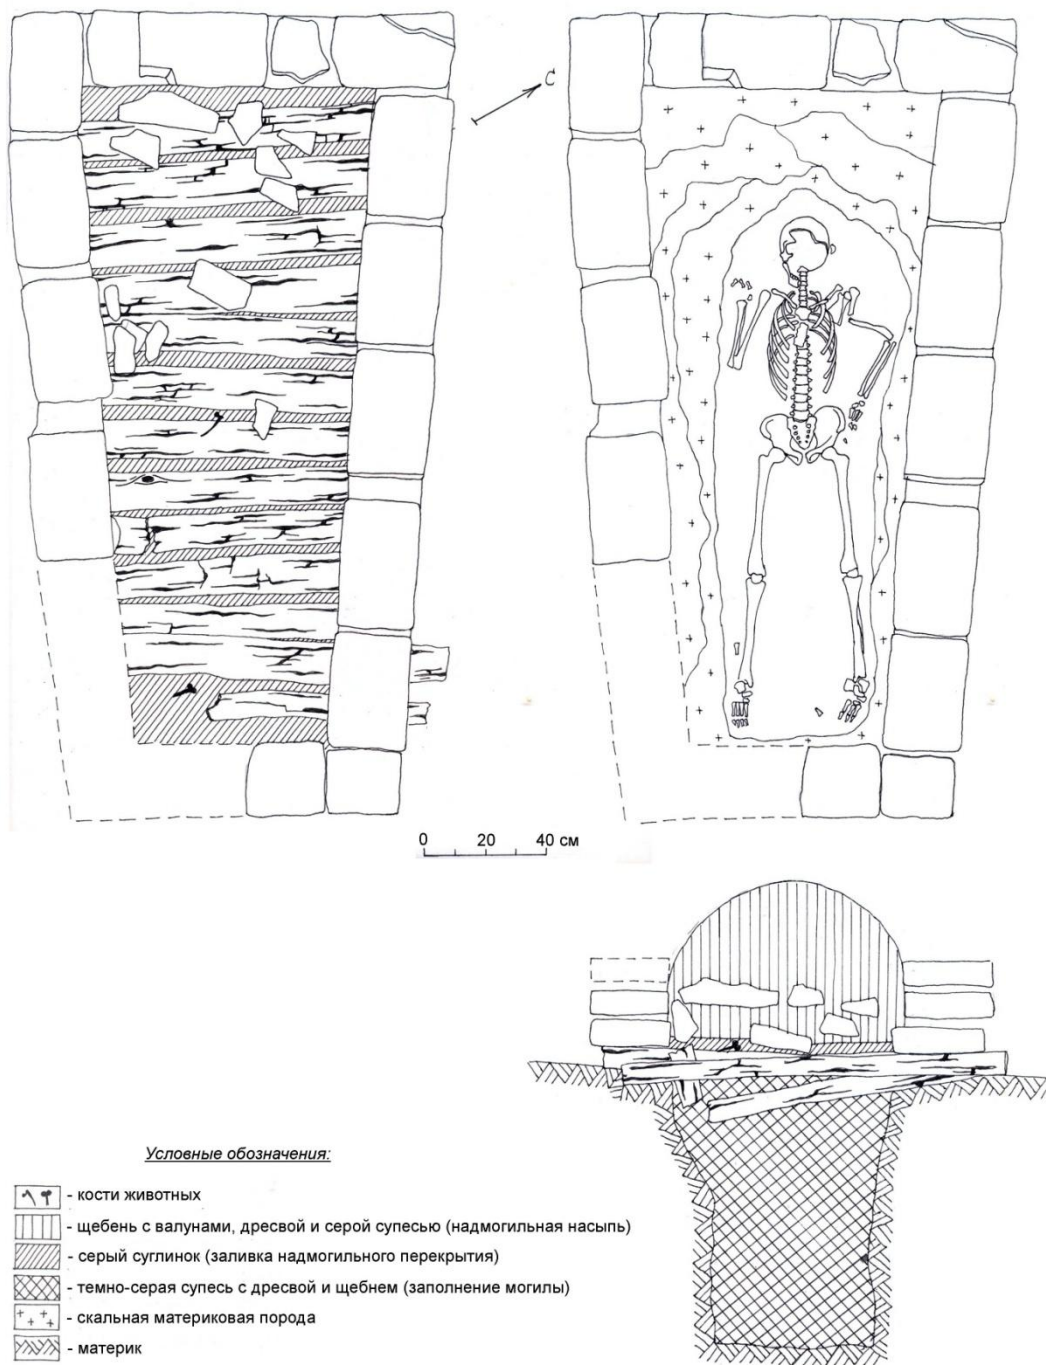 С
0 20 40 см
Условные обозначения:
- кости животных
- щебень с валунами, дресвой и серой супесью (надмогильная насыпь)
- серый суглинок (заливка надмогильного перекрытия)
- темно-серая супесь с дресвой и щебнем (заполнение могилы)
- скальная материковая порода
- материк